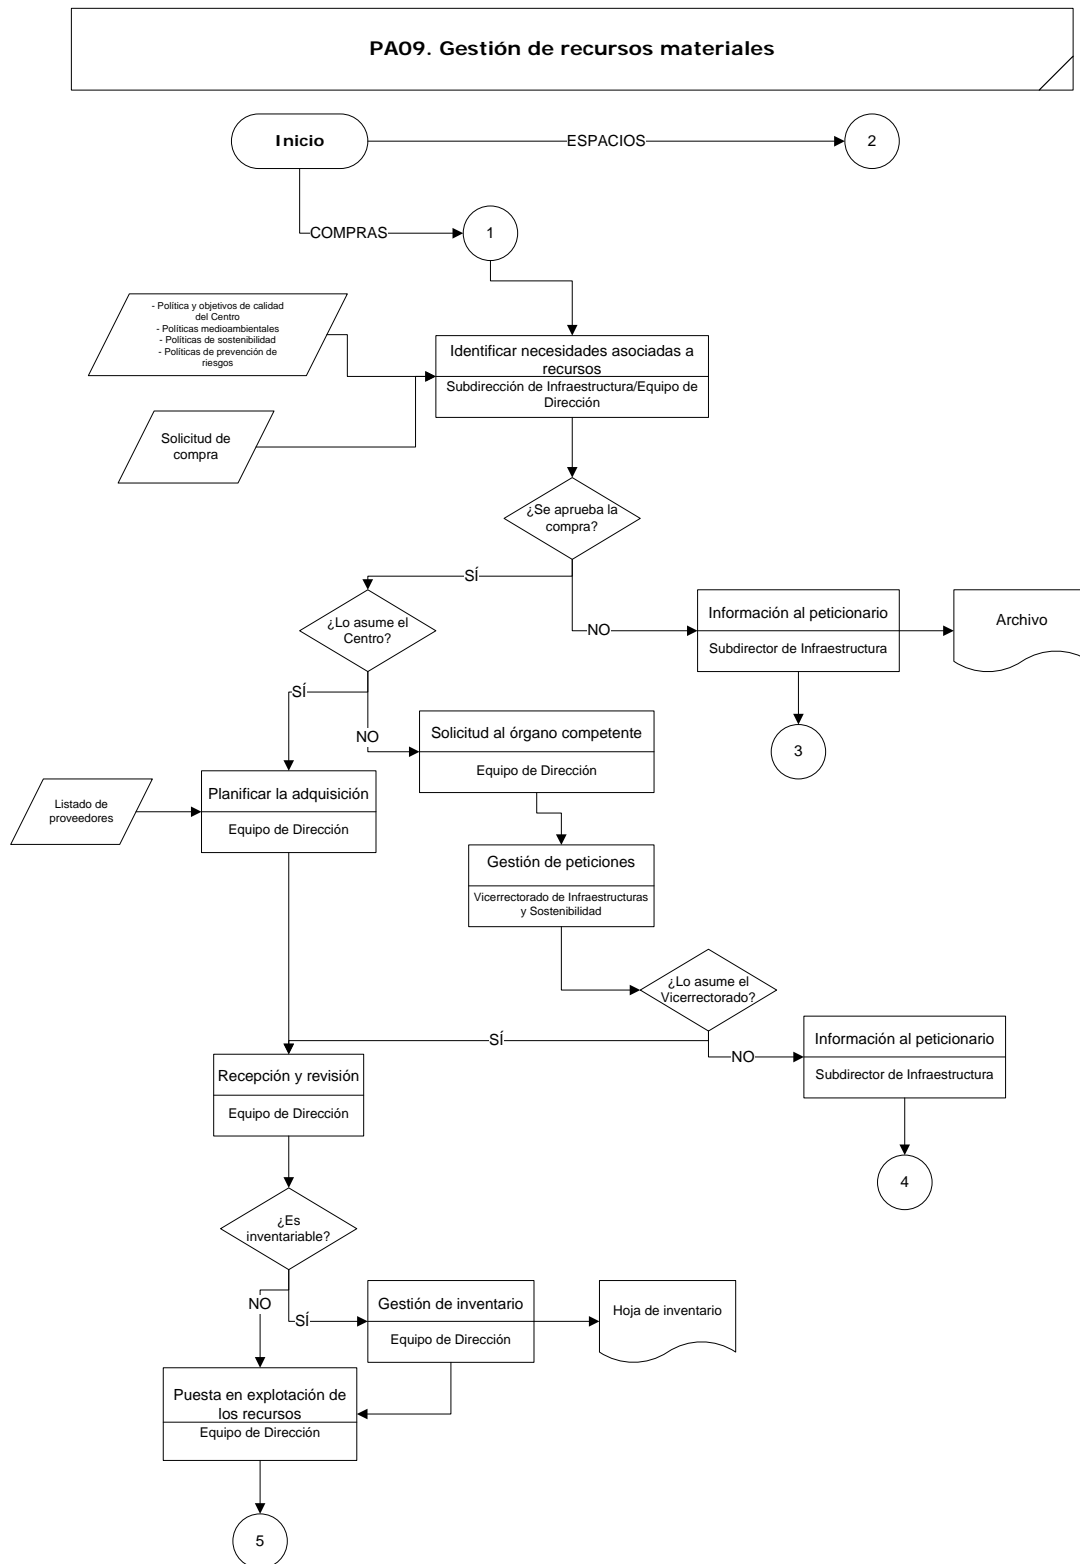 PA09. Gestión de recursos materiales
Inicio
ESPACIOS
2
COMPRAS
1
- Política y objetivos de calidad
del Centro
- Políticas medioambientales
- Políticas de sostenibilidad
- Políticas de prevención de
riesgos
Identificar necesidades asociadas a
recursos
Subdirección de Infraestructura/Equipo de
Dirección
Solicitud de
compra
¿Se aprueba la
compra?
SÍ
¿Lo asume el
Centro?
NO
Información al peticionario
Subdirector de Infraestructura
Archivo
SÍ
NO
Solicitud al órgano competente
Equipo de Dirección
3
Listado de
proveedores
Planificar la adquisición
Equipo de Dirección
Gestión de peticiones
Vicerrectorado de Infraestructuras
y Sostenibilidad
¿Lo asume el
Vicerrectorado?
SÍ
NO
Información al peticionario
Subdirector de Infraestructura
Recepción y revisión
Equipo de Dirección
4
¿Es
inventariable?
NO
SÍ
Gestión de inventario
Equipo de Dirección
Hoja de inventario
Puesta en explotación de
los recursos
Equipo de Dirección
5